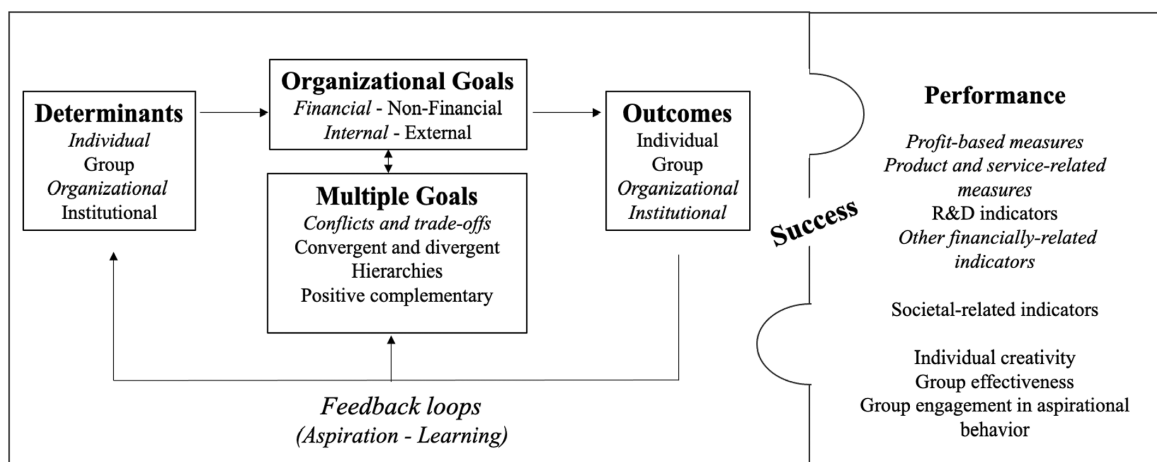 Determinants
Individual
Group
Organizational
Institutional
Organizational Goals
Financial - Non-Financial
Internal - External
Multiple Goals
Conflicts and trade-offs
Convergent and divergent
Hierarchies
Positive complementary
Outcomes
Individual
Group
Organizational
Institutional
Feedback loops
(Aspiration - Learning)
Success
Performance
Profit-based measures
Product and service-related
measures
R&D indicators
Other financially-related
indicators
Societal-related indicators
Individual creativity
Group effectiveness
Group engagement in aspirational
behavior